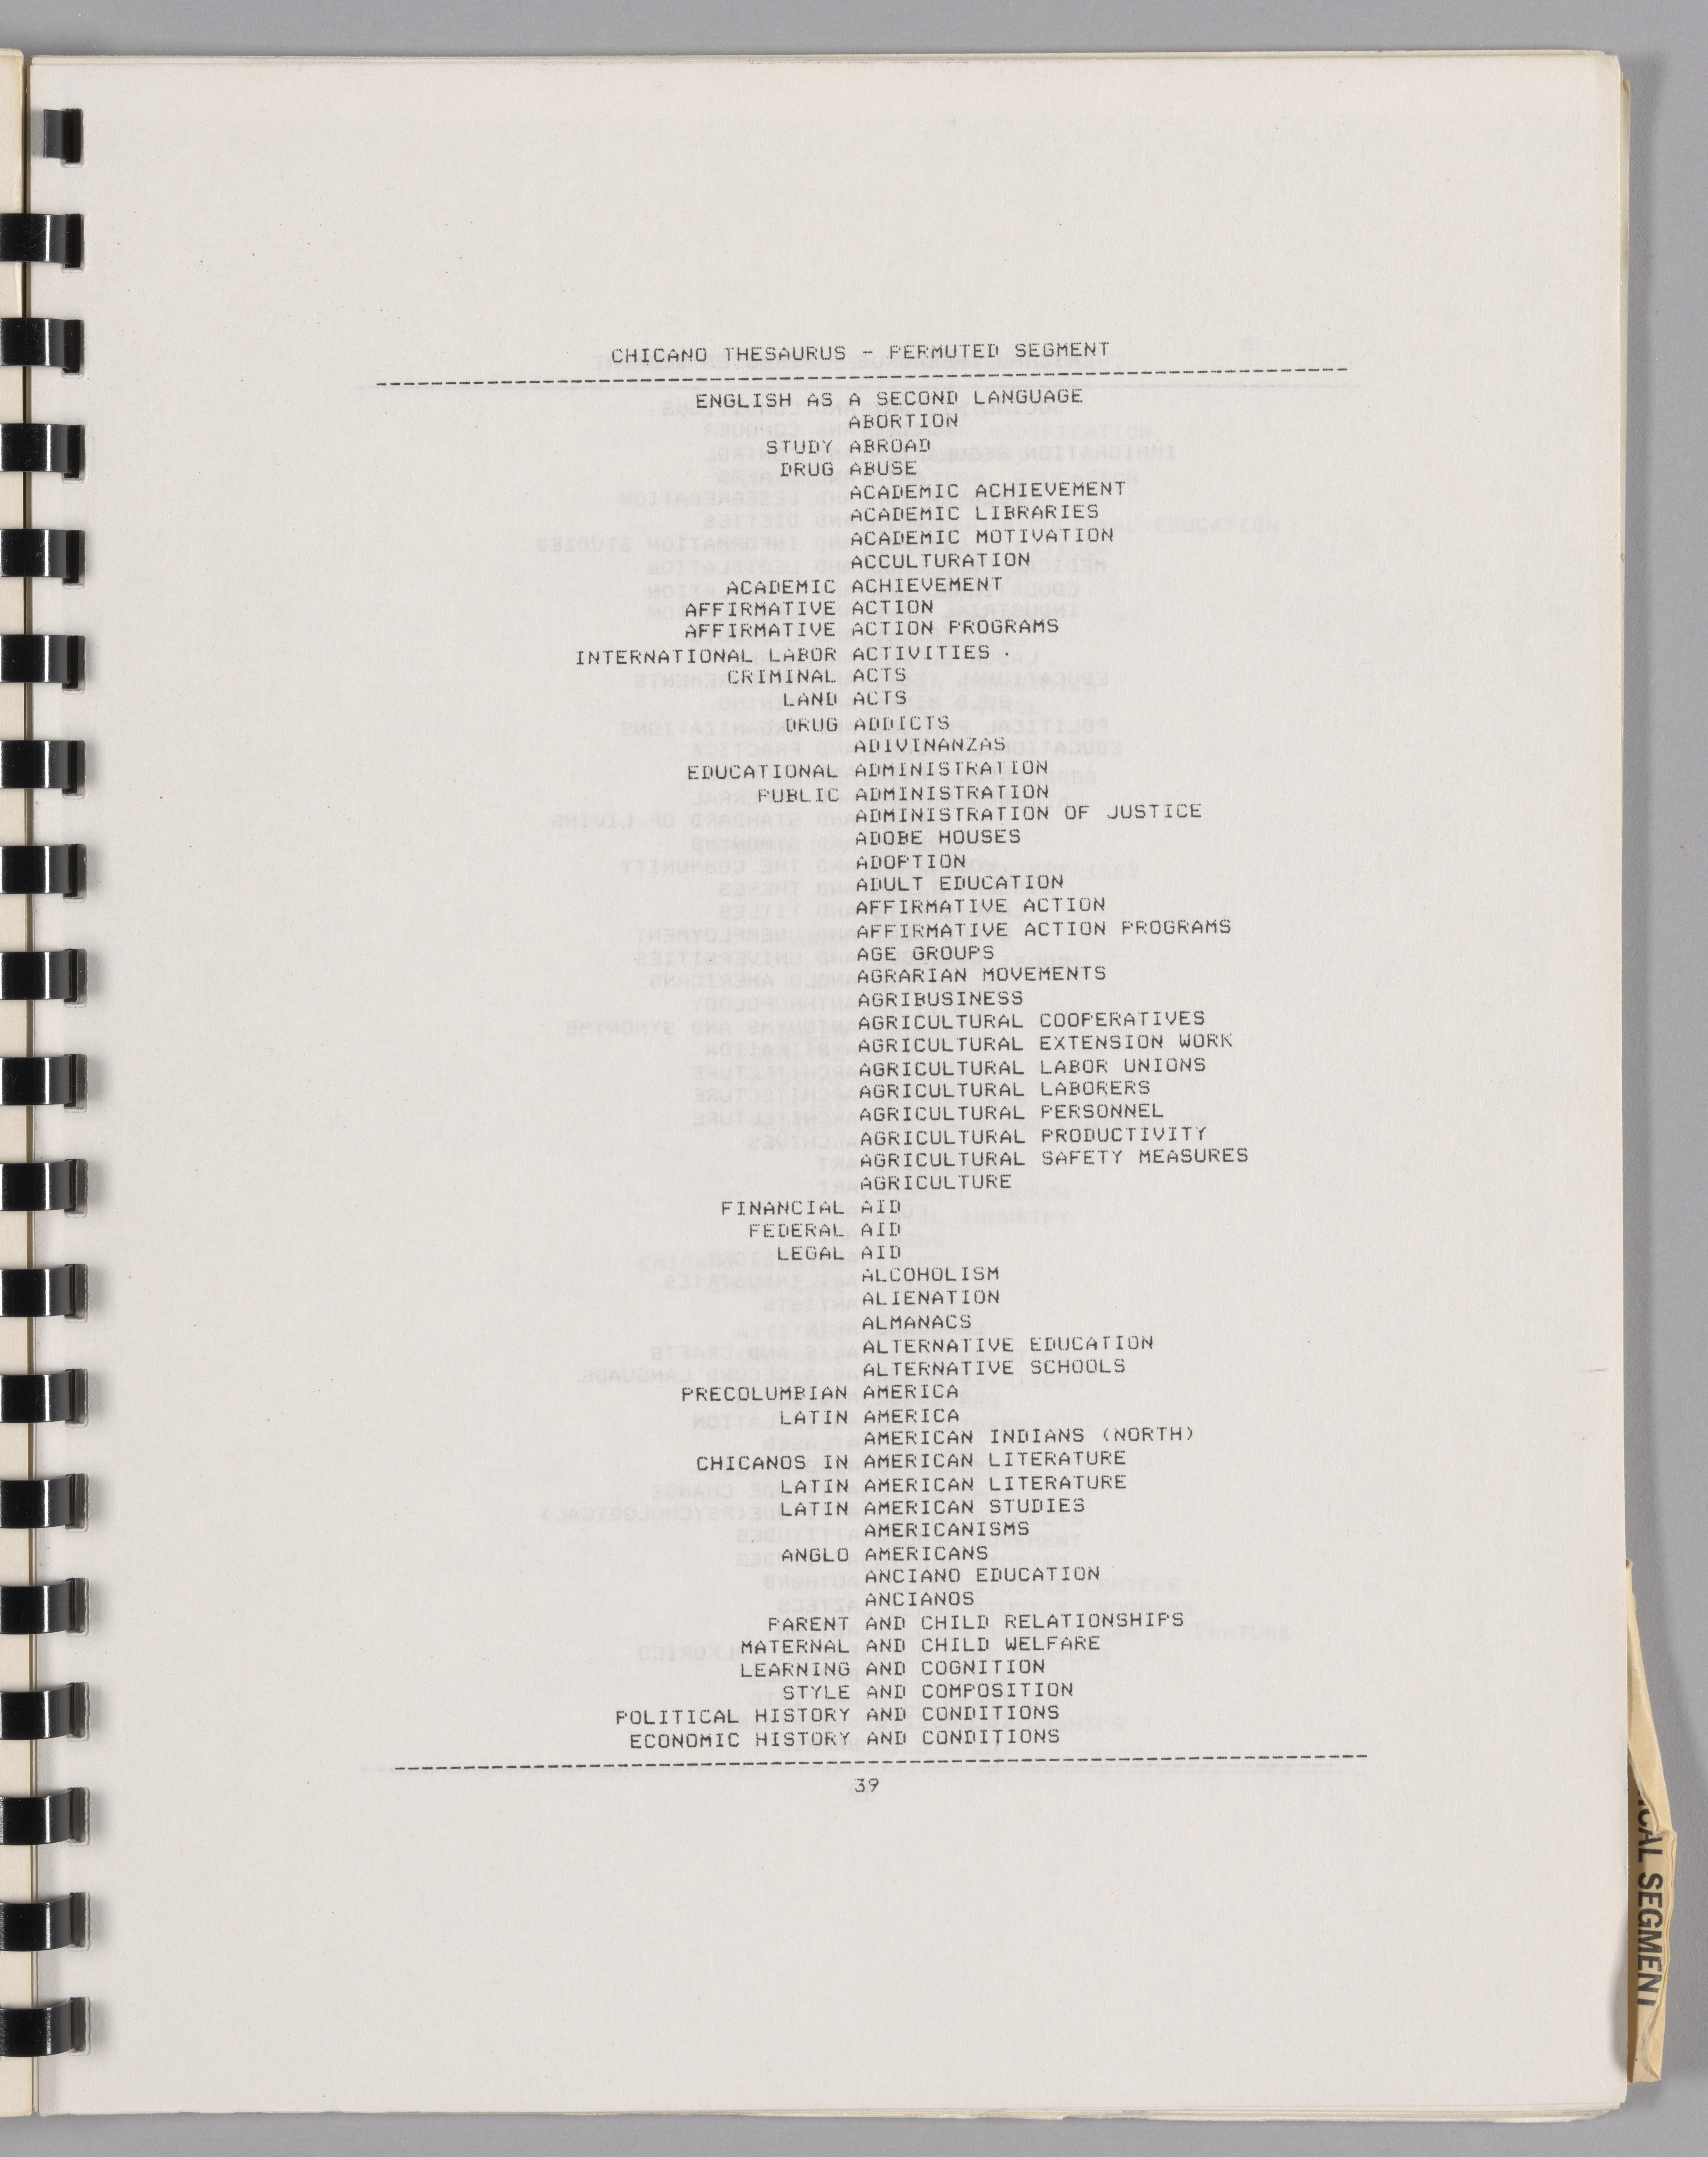 CHICANO THESAURUS - PERMUTED SEGMENT
ENGLISH AS A SECOND LANGUAGE
ABORTION
STUDY ABROAD
DRUG ABUSE
ACADEMIC ACHIEVEMENT
ACADEMIC LIBRARIES
ACADEMIC MOTIVATION
ACCULTURATION
ACADEMIC ACHIEVEMENT
AFFIRMATIVE ACTION
AFFIRMATIVE ACTION PROGRAMS
INTERNATIONAL LABOR ACTIVITIES
CRIMINAL ACTS
LAND ACTS
DRUG ADDICTS
ADIVINANZAS
EDUCATIONAL ADMINISTRATION
PUBLIC ADMINISTRATION
ADMINISTRATION OF JUSTICE
ADOBE HOUSES
ADOPTION
ADULT EDUCATION
AFFIRMATIVE ACTION
AFFIRMATIVE ACTION PROGRAMS
AGE GROUPS
AGRARIAN MOVEMENTS
AGRIBUSINESS
AGRICULTURAL COOPERATIVES
AGRICULTURAL EXTENSION WORK
AGRICULTURAL LABOR UNIONS
AGRICULTURAL LABORERS
AGRICULTURAL PERSONNEL
AGRICULTURAL PRODUCTIVITY
AGRICULTURAL SAFETY MEASURES
AGRICULTURE
FINANCIAL AID
FEDERAL AID
LEGAL AID
ALCOHOLISM
ALIENATION
ALMANACS
ALTERNATIVE EDUCATION
ALTERNATIVE SCHOOLS
PRECOLUMBIAN AMERICA
LATIN AMERICA
AMERICAN INDIANS (NORTH)
CHICANOS IN AMERICAN LITERATURE
LATIN AMERICAN LITERATURE
LATIN AMERICAN STUDIES
AMERICANISMS
ANGLO AMERICANS
ANCIANO EDUCATION
ANCIANOS
PARENT AND CHILD RELATIONSHIPS
MATERNAL AND CHILD WELFARE
LEARNING AND COGNITION
STYLE AND COMPOSITION
POLITICAL HISTORY AND CONDITIONS
ECONOMIC HISTORY AND CONDITIONS
39
SEGMENT